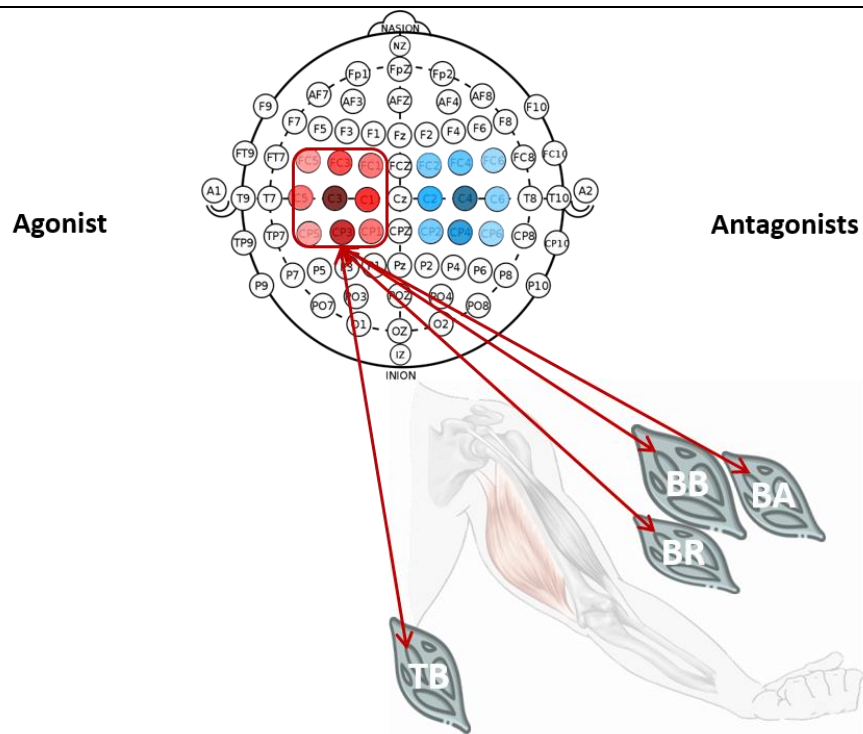 NASION
NZ
Fp1 FpZ Fp2
AF7 AF3 AFZ AF4 AF8
F9 F7 F5 F3 F1 Fz F2 F4 F6 F8 F10
FT9 FT7 FC5 FC3 FC1 FCZ FC2 FC4 FC6 FC8 FC10
A1 T9 T7 C5 C3 C1 Cz C2 C4 C6 T8 T10 A2
Agonist Antagonists
TP9 TP7 CP5 CP3 CP1 CPZ CP2 CP4 CP6 CP8 CP10
P9 P7 P5 P3 P1 Pz P2 P4 P6 P8 P10
PO7 PO3 POZ PO4 PO8
O1 OZ O2
IZ
INION
BB BA
BR
TB